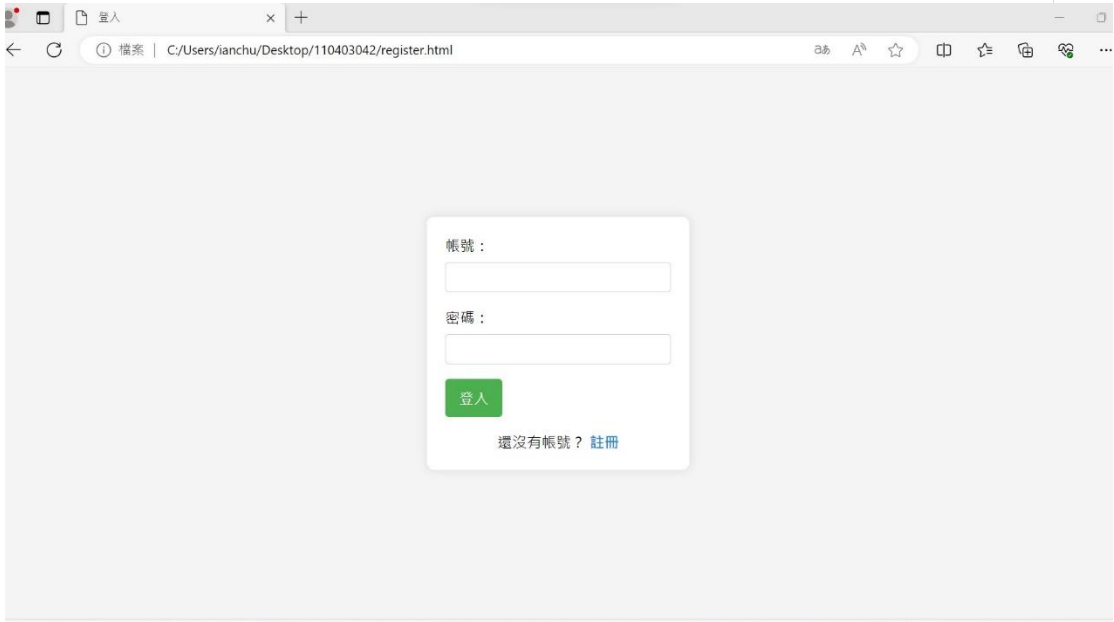 登入
檔案 | C:/Users/ianchu/Desktop/110403042/register.html
帳號：
密碼：
登入
還沒有帳號？ 註冊